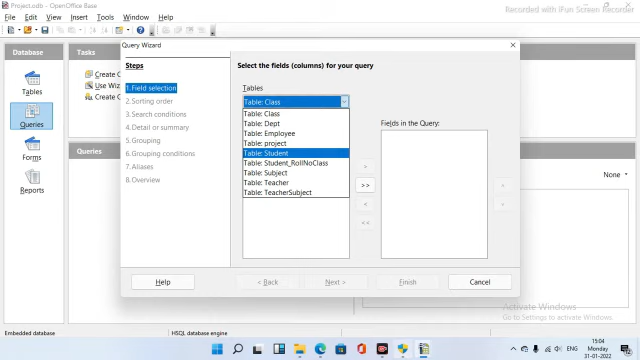 Project.odb - OpenOffice Base
Recorded with iFun Screen Recorder
File Edit View Insert Tools Window Help
Database
Tasks
Tables
Queries
Forms
Reports
Create Q
Use Wiz
Create Q
Queries
None
Query Wizard
Steps
1.Field selection
2.Sorting order
3.Search conditions
4.Detail or summary
5.Grouping
6.Grouping conditions
7.Aliases
8.Overview
Select the fields (columns) for your query
Tables
Table: Class
Table: Class
Table: Dept
Table: Employee
Table: project
Table: Student
Table: Student_RollNoClass
Table: Subject
Table: Teacher
Table: TeacherSubject
Fields in the Query:
>
>>
<
<<
Help
< Back
Next >
Finish
Cancel
Activate Windows
Go to Settings to activate Windows.
Embedded database
HSQL database engine
ENG
15:04
Monday
31-01-2022